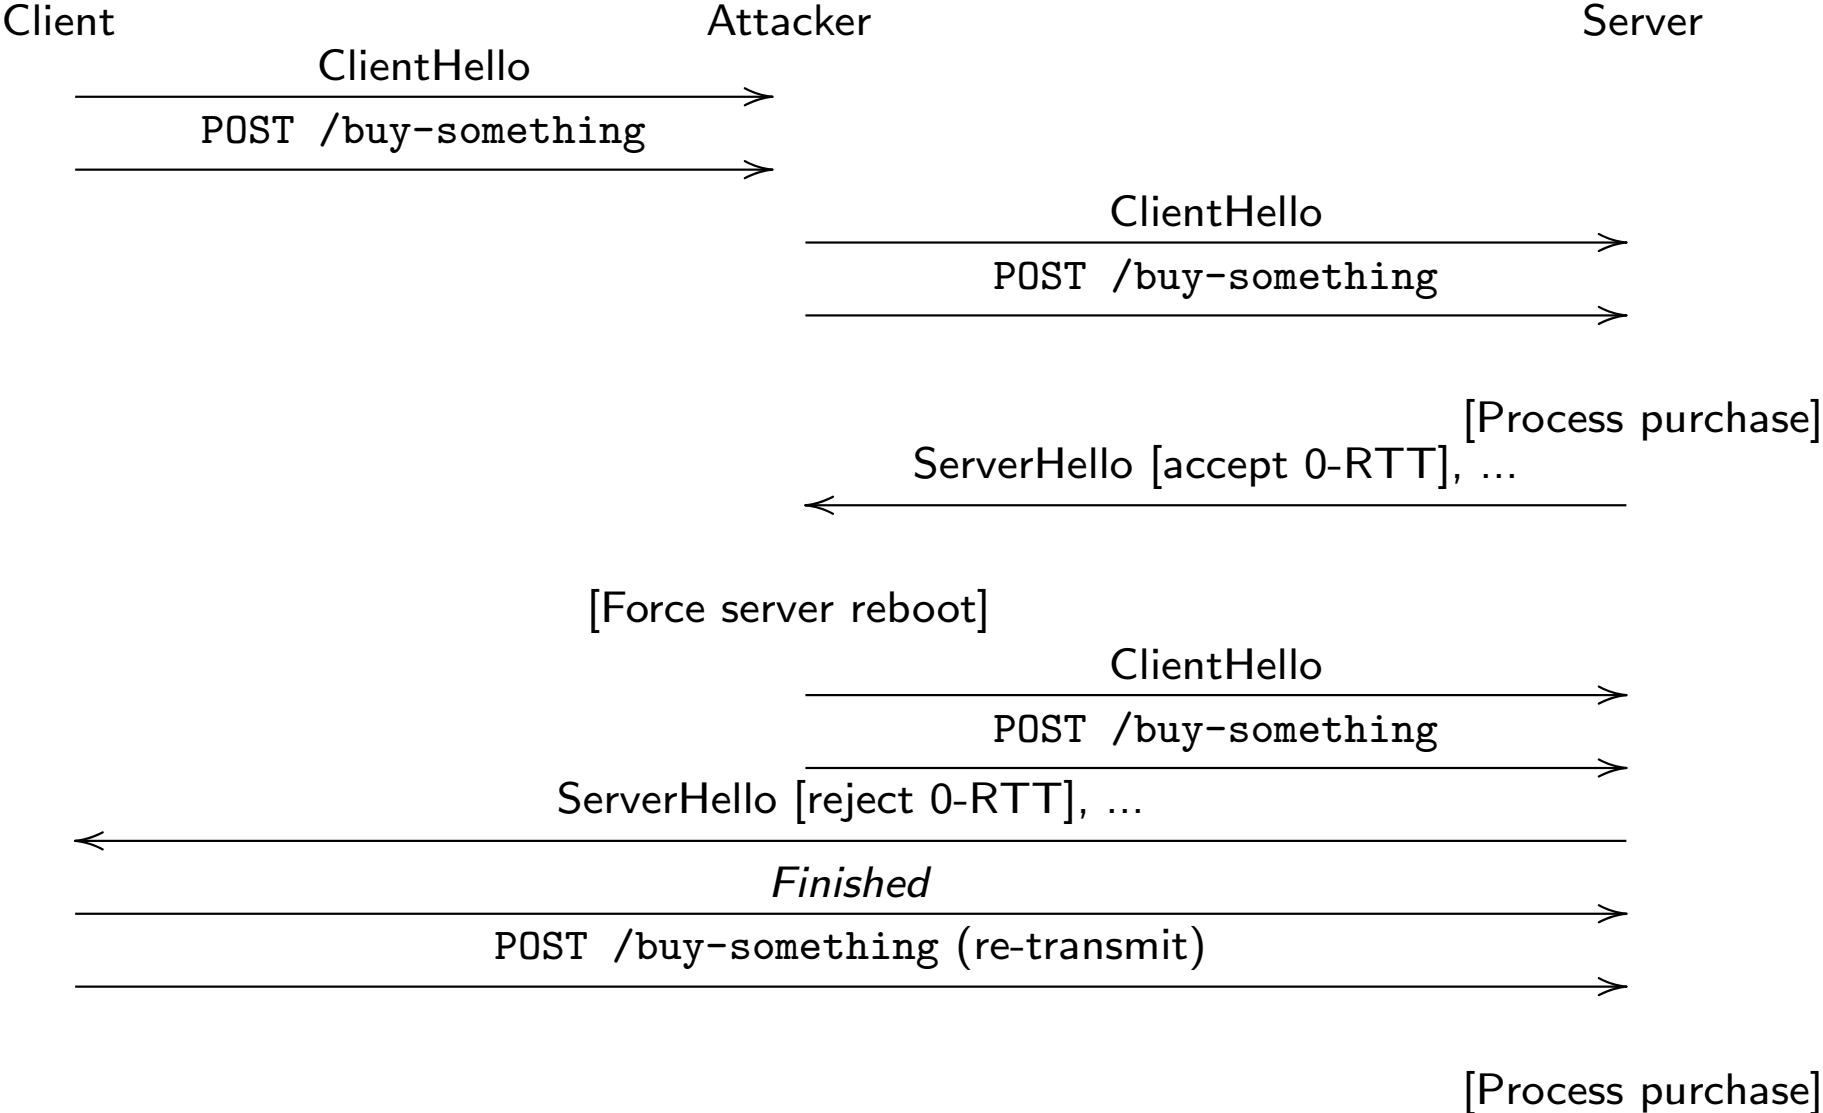 Client Attacker Server
ClientHello
POST /buy-something
ClientHello
POST /buy-something
[Process purchase]
ServerHello [accept 0-RTT], ...
[Force server reboot]
ClientHello
POST /buy-something
ServerHello [reject 0-RTT], ...
Finished
POST /buy-something (re-transmit)
[Process purchase]